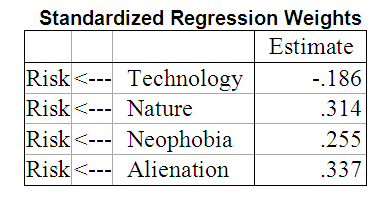 Standardized Regression Weights
Estimate
Risk <--- Technology -.186
Risk <--- Nature .314
Risk <--- Neophobia .255
Risk <--- Alienation .337